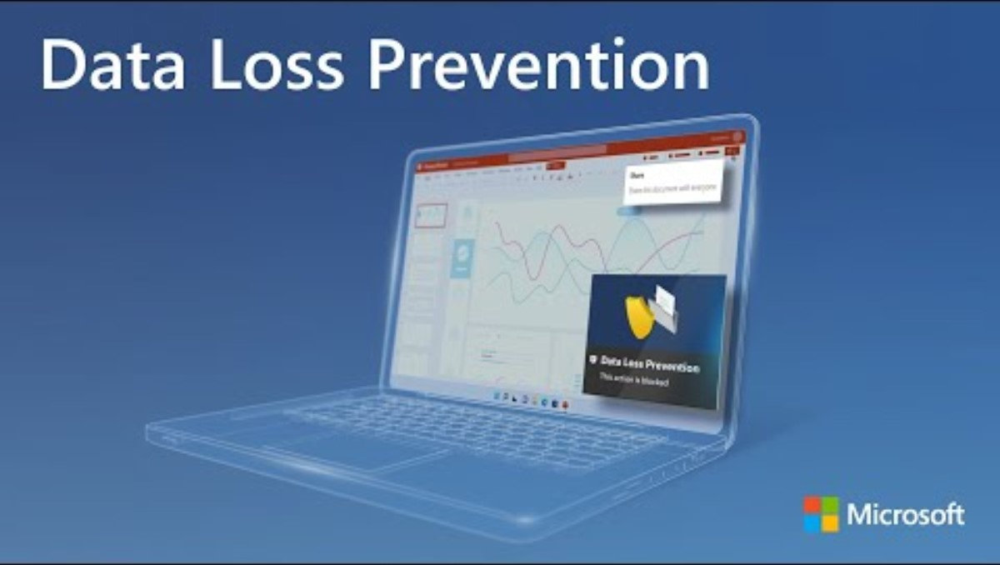 Data Loss Prevention
Share
Share this document with everyone
Data Loss Prevention
This action is blocked
Microsoft